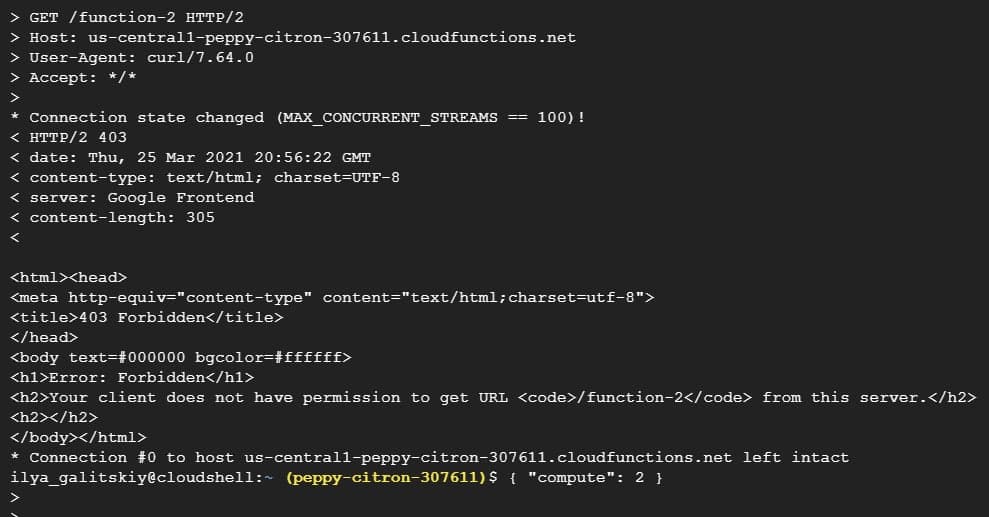 > GET /function-2 HTTP/2
> Host: us-central1-peppy-citron-307611.cloudfunctions.net
> User-Agent: curl/7.64.0
> Accept: */*
>
* Connection state changed (MAX_CONCURRENT_STREAMS == 100)!
< HTTP/2 403
< date: Thu, 25 Mar 2021 20:56:22 GMT
< content-type: text/html; charset=UTF-8
< server: Google Frontend
< content-length: 305
<
<html><head>
<meta http-equiv="content-type" content="text/html;charset=utf-8">
<title>403 Forbidden</title>
</head>
<body text=#000000 bgcolor=#ffffff>
<h1>Error: Forbidden</h1>
<h2>Your client does not have permission to get URL <code>/function-2</code> from this server.</h2>
<h2></h2>
</body></html>
* Connection #0 to host us-central1-peppy-citron-307611.cloudfunctions.net left intact
ilya_galitskiy@cloudshell:~ (peppy-citron-307611)$ { "compute": 2 }
>
>